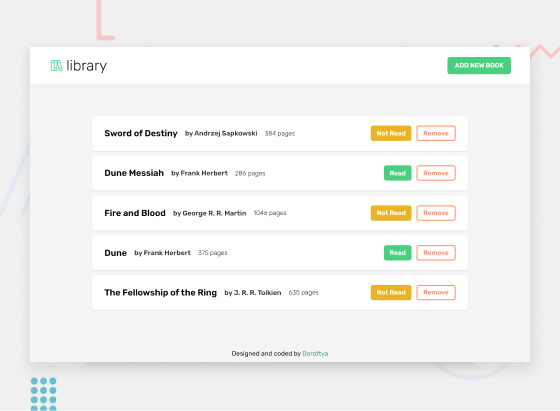 library
ADD NEW BOOK
Sword of Destiny by Andrzej Sapkowski 384 pages Not Read Remove
Dune Messiah by Frank Herbert 286 pages Read Remove
Fire and Blood by George R. R. Martin 1046 pages Not Read Remove
Dune by Frank Herbert 375 pages Read Remove
The Fellowship of the Ring by J. R. R. Tolkien 635 pages Not Read Remove
Designed and coded by Dorottya